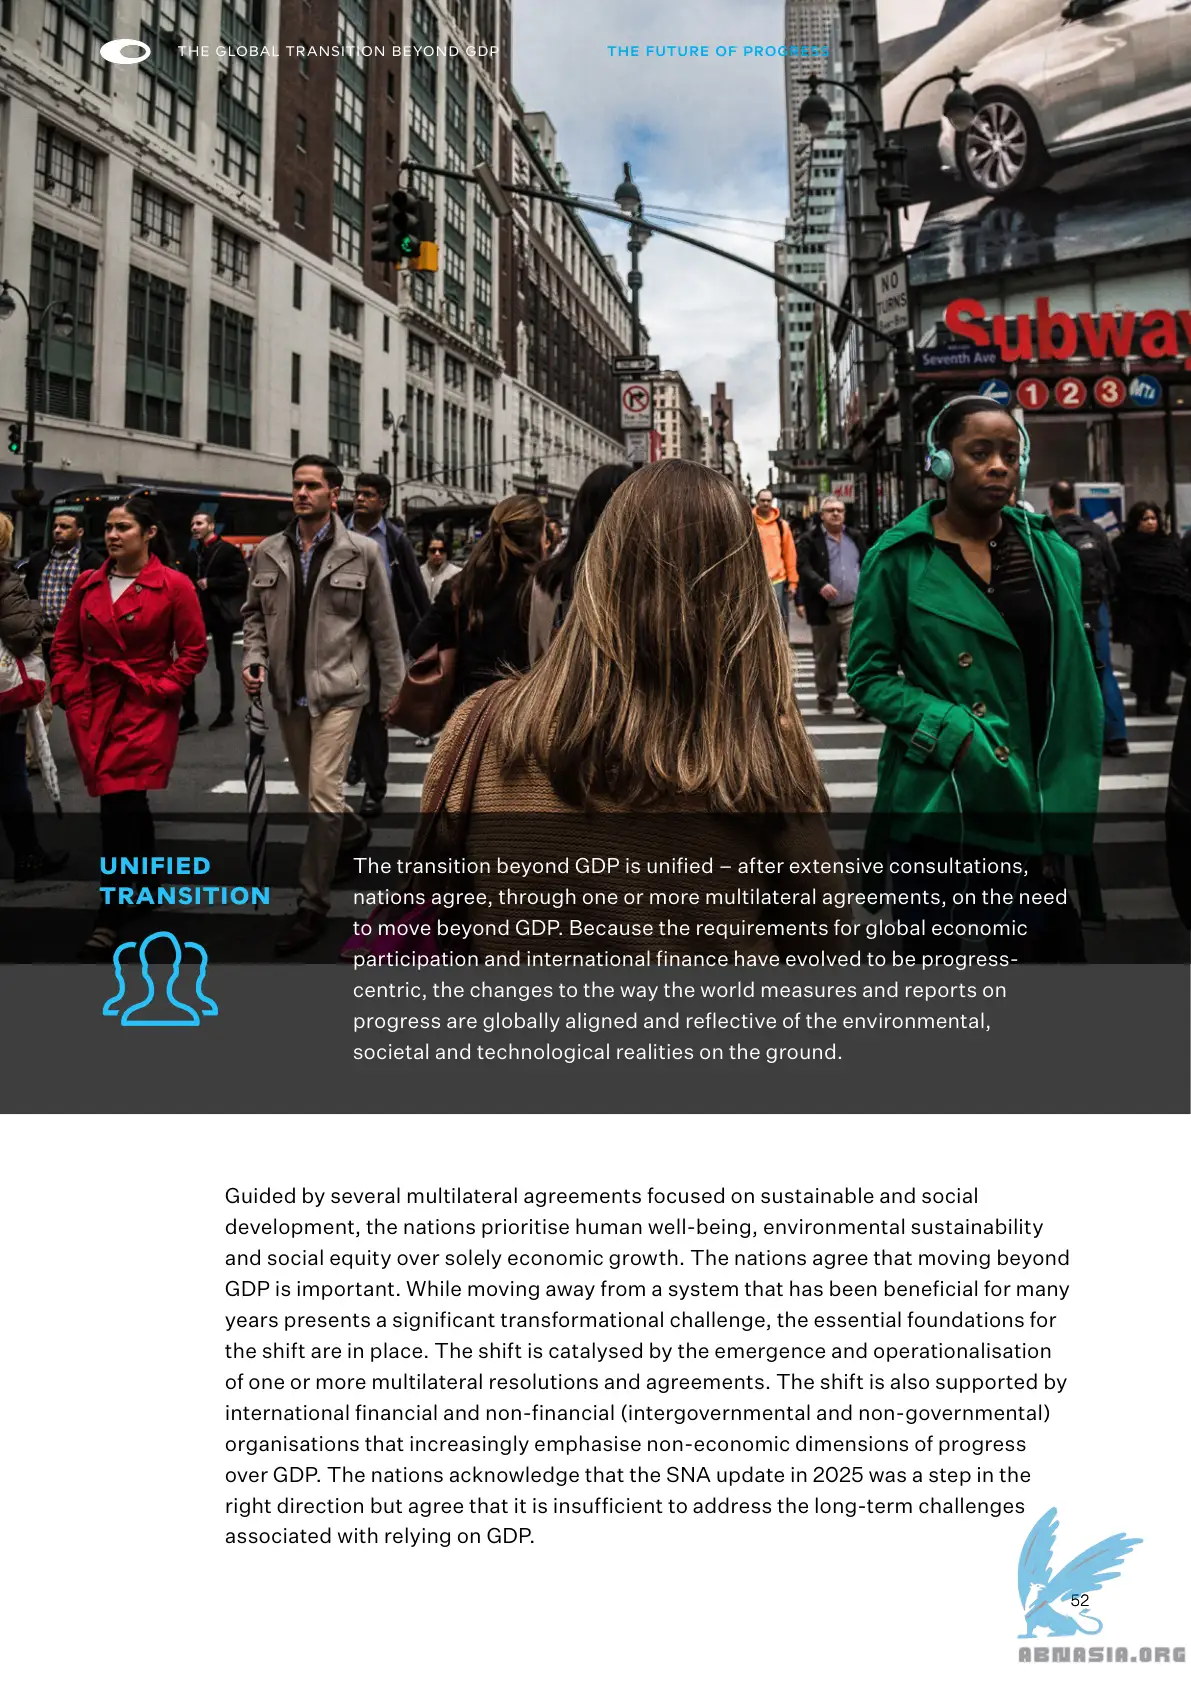 THE GLOBAL TRANSITION BEYOND GDP
THE FUTURE OF PROGRESS
NO
TURNS
Subway
Seventh Ave
1 2 3 MTA
H&M
UNIFIED
TRANSITION
The transition beyond GDP is unified – after extensive consultations,
nations agree, through one or more multilateral agreements, on the need
to move beyond GDP. Because the requirements for global economic
participation and international finance have evolved to be progress-
centric, the changes to the way the world measures and reports on
progress are globally aligned and reflective of the environmental,
societal and technological realities on the ground.
Guided by several multilateral agreements focused on sustainable and social
development, the nations prioritise human well-being, environmental sustainability
and social equity over solely economic growth. The nations agree that moving beyond
GDP is important. While moving away from a system that has been beneficial for many
years presents a significant transformational challenge, the essential foundations for
the shift are in place. The shift is catalysed by the emergence and operationalisation
of one or more multilateral resolutions and agreements. The shift is also supported by
international financial and non-financial (intergovernmental and non-governmental)
organisations that increasingly emphasise non-economic dimensions of progress
over GDP. The nations acknowledge that the SNA update in 2025 was a step in the
right direction but agree that it is insufficient to address the long-term challenges
associated with relying on GDP.
52
ABNASIA.ORG